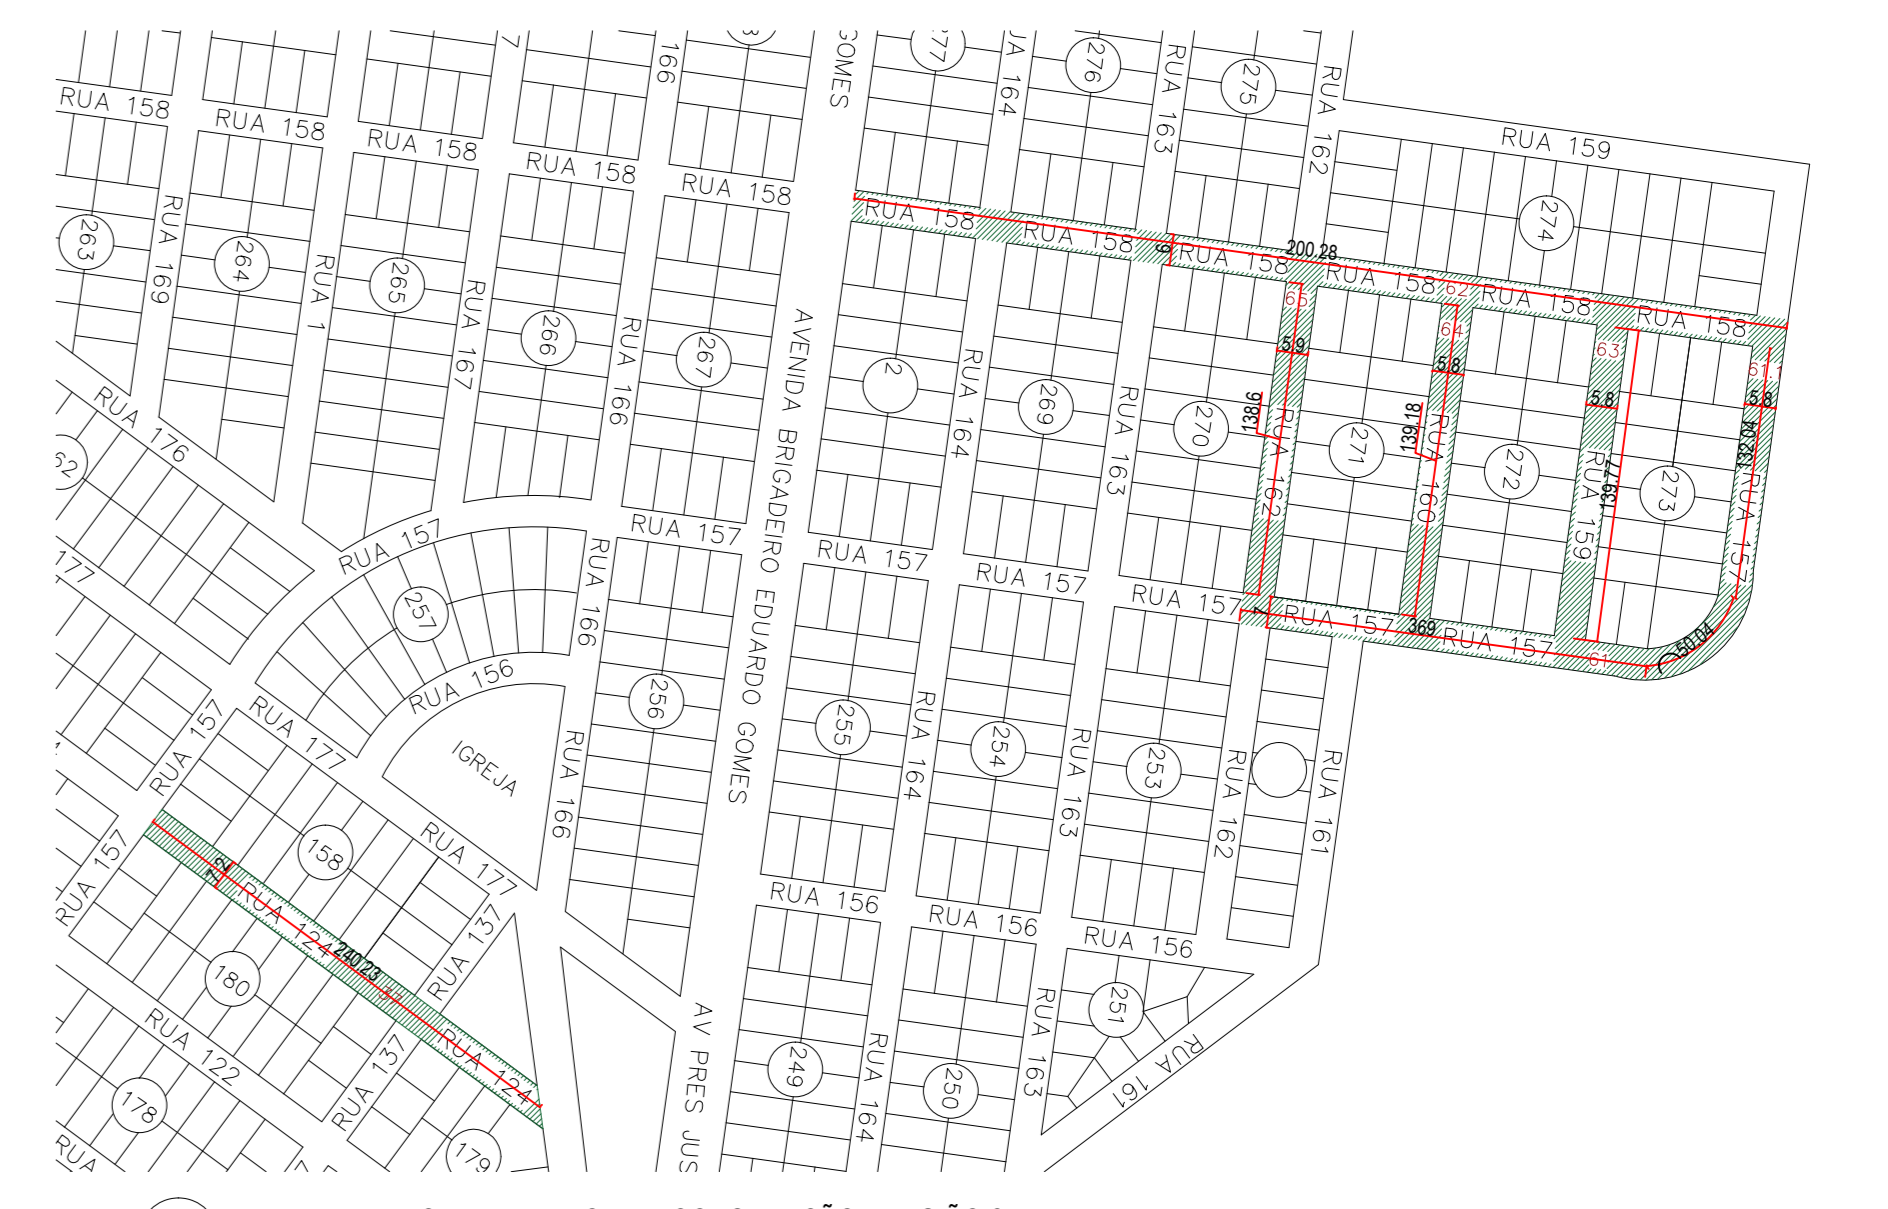 GOMES
277
276
275
166
RUA 164
RUA 163
RUA 162
RUA 159
RUA 158
RUA 158
RUA 158
RUA 158
RUA 158
274
RUA 158
RUA 158
RUA 158
RUA 158
RUA 158
RUA 158
200.28
6
62
65
64
63
61.1
5.9
5.8
5.8
5.8
263
RUA 169
264
RUA 1
265
RUA 167
266
RUA 166
267
AVENIDA BRIGADEIRO EDUARDO GOMES
2
RUA 164
269
RUA 163
270
138.6
RUA 162
271
139.18
RUA 160
272
RUA 159
139.77
273
132.04
RUA 157
RUA 176
62
177
RUA 157
257
RUA 156
IGREJA
RUA 166
RUA 166
RUA 157
RUA 157
RUA 157
RUA 157
7
RUA 157
369
RUA 157
61
50.04
256
255
RUA 164
254
RUA 163
253
RUA 162
RUA 161
RUA 157
RUA 177
RUA 157
158
RUA 177
7.2
RUA 124
240.23
37
RUA 137
RUA 124
180
RUA 122
RUA 137
178
179
RUA
RUA 156
RUA 156
RUA 156
AV PRES JUS
249
RUA 164
250
RUA 163
251
RUA 161